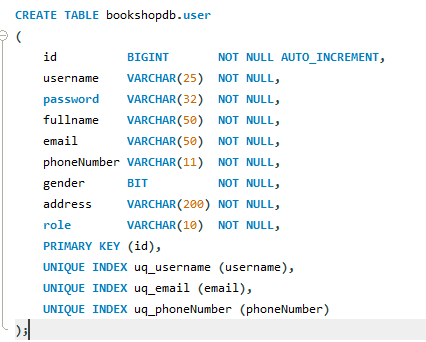 CREATE TABLE bookshopdb.user
(
id BIGINT NOT NULL AUTO_INCREMENT,
username VARCHAR(25) NOT NULL,
password VARCHAR(32) NOT NULL,
fullname VARCHAR(50) NOT NULL,
email VARCHAR(50) NOT NULL,
phoneNumber VARCHAR(11) NOT NULL,
gender BIT NOT NULL,
address VARCHAR(200) NOT NULL,
role VARCHAR(10) NOT NULL,
PRIMARY KEY (id),
UNIQUE INDEX uq_username (username),
UNIQUE INDEX uq_email (email),
UNIQUE INDEX uq_phoneNumber (phoneNumber)
);